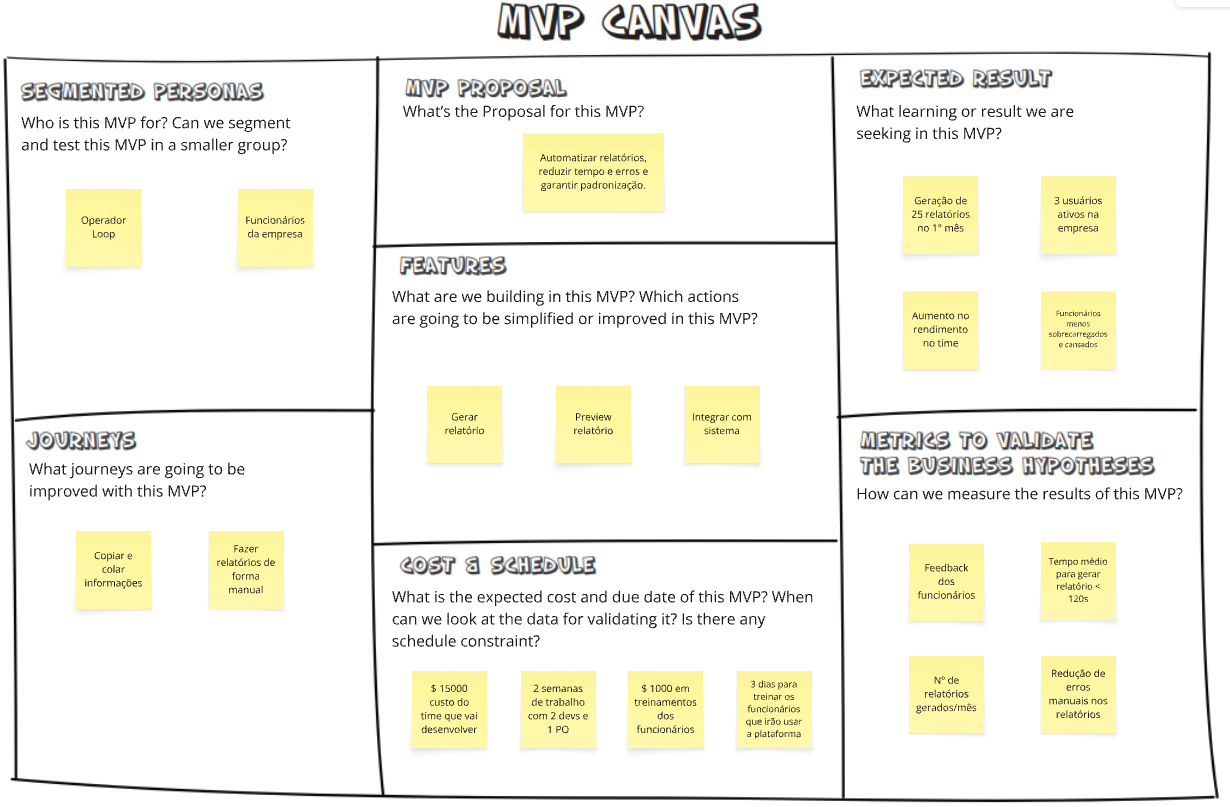 MVP CANVAS
SEGMENTED PERSONAS
Who is this MVP for? Can we segment
and test this MVP in a smaller group?
Operador
Loop
Funcionários
da empresa
JOURNEYS
What journeys are going to be
improved with this MVP?
Copiar e
colar
informações
Fazer
relatórios de
forma
manual
MVP PROPOSAL
What's the Proposal for this MVP?
Automatizar relatórios,
reduzir tempo e erros e
garantir padronização.
FEATURES
What are we building in this MVP? Which actions
are going to be simplified or improved in this MVP?
Gerar
relatório
Preview
relatório
Integrar com
sistema
COST & SCHEDULE
What is the expected cost and due date of this MVP? When
can we look at the data for validating it? Is there any
schedule constraint?
$ 15000
custo do
time que vai
desenvolver
2 semanas
de trabalho
com 2 devs e
1 PO
$ 1000 em
treinamentos
dos
funcionários
3 dias para
treinar os
funcionários
que irão usar
a plataforma
EXPECTED RESULT
What learning or result we are
seeking in this MVP?
Geração de
25 relatórios
no 1° mês
3 usuários
ativos na
empresa
Aumento no
rendimento
no time
Funcionários
menos
sobrecarregados
e cansados
METRICS TO VALIDATE
THE BUSINESS HYPOTHESES
How can we measure the results of this MVP?
Feedback
dos
funcionários
Tempo médio
para gerar
relatório <
120s
N° de
relatórios
gerados/mês
Redução de
erros
manuais nos
relatórios